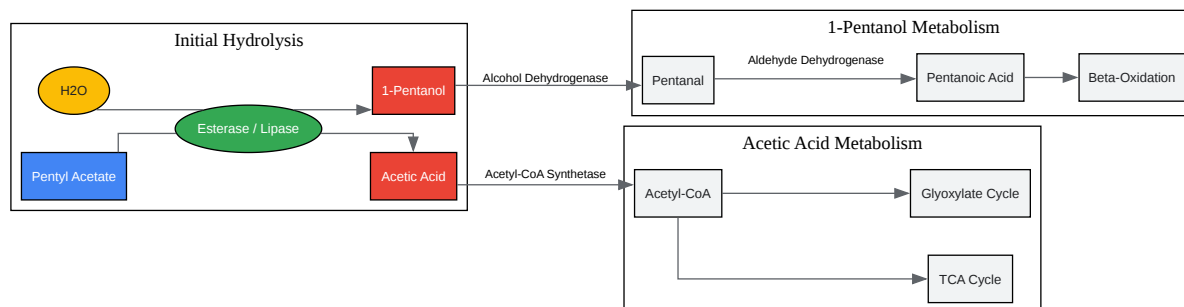 Initial Hydrolysis
H2O
1-Pentanol
Esterase / Lipase
Pentyl Acetate
Acetic Acid
Alcohol Dehydrogenase
Acetyl-CoA Synthetase
1-Pentanol Metabolism
Pentanal
Aldehyde Dehydrogenase
Pentanoic Acid
Beta-Oxidation
Acetic Acid Metabolism
Acetyl-CoA
Glyoxylate Cycle
TCA Cycle